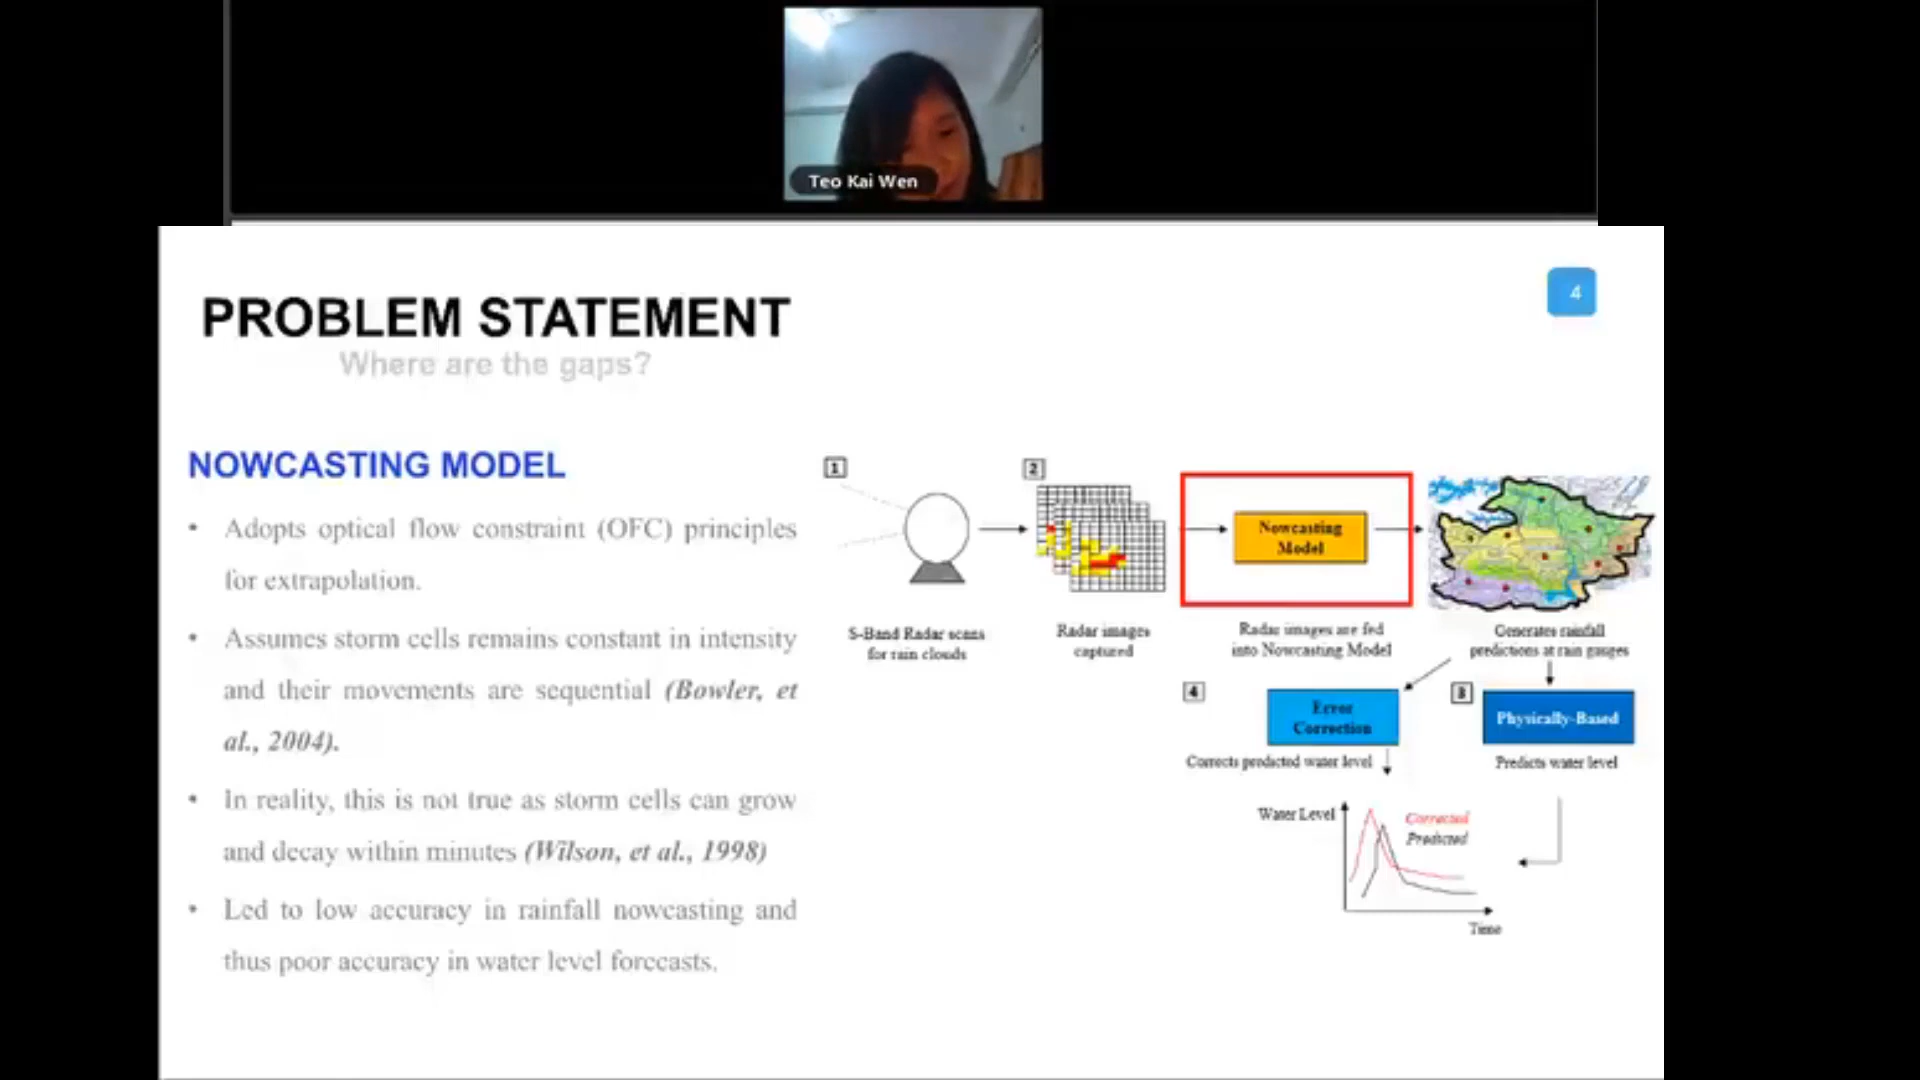 Teo Kai Wen
4
PROBLEM STATEMENT
Where are the gaps?
NOWCASTING MODEL
• Adopts optical flow constraint (OFC) principles
for extrapolation.
• Assumes storm cells remains constant in intensity
and their movements are sequential (Bowler, et
al., 2004).
• In reality, this is not true as storm cells can grow
and decay within minutes (Wilson, et al., 1998)
• Led to low accuracy in rainfall nowcasting and
thus poor accuracy in water level forecasts.
1
2
Nowcasting
Model
S-Band Radar scans
for rain clouds
Radar images
captured
Radar images are fed
into Nowcasting Model
Generates rainfall
predictions at rain gauges
4
Error
Correction
3
Physically-Based
Corrects predicted water level
Predicts water level
Water Level
Corrected
Predicted
Time